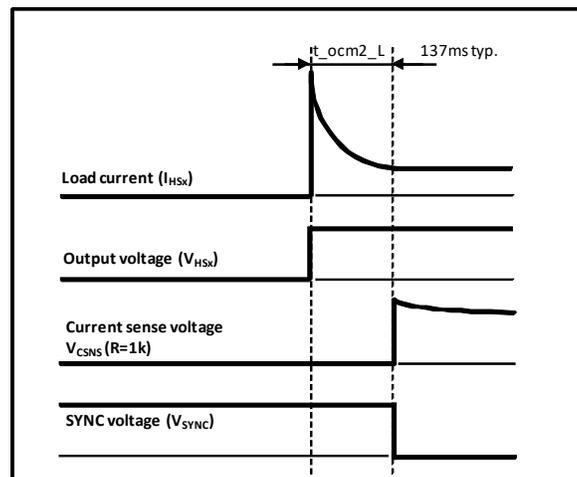 t_ocm2_L 137ms typ.
Load current (IHSx)
Output voltage (VHSx)
Current sense voltage
VCSNS (R=1k)
SYNC voltage (VSYNC)